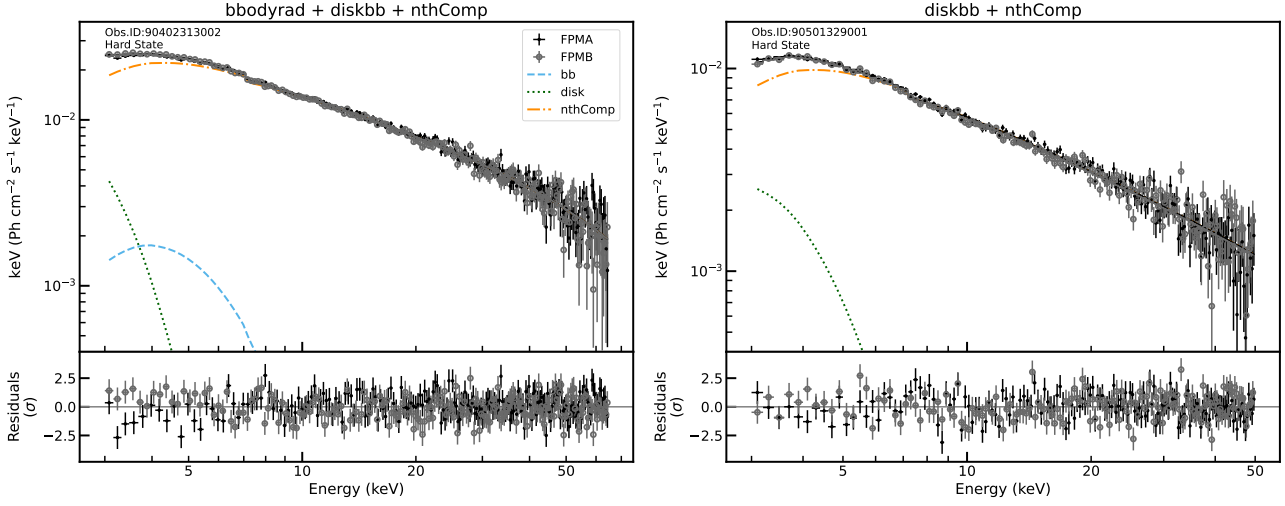 bbodyrad + diskbb + nthComp
Obs.ID:90402313002
Hard State
FPMA
FPMB
bb
disk
nthComp
keV (Ph cm⁻² s⁻¹ keV⁻¹)
10⁻²
10⁻³
Residuals
(σ)
2.5
0.0
−2.5
5
10
20
50
Energy (keV)
diskbb + nthComp
Obs.ID:90501329001
Hard State
keV (Ph cm⁻² s⁻¹ keV⁻¹)
10⁻²
10⁻³
Residuals
(σ)
2.5
0.0
−2.5
5
10
20
50
Energy (keV)